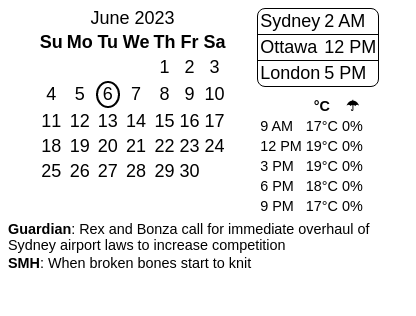 June 2023
Su Mo Tu We Th Fr Sa
1 2 3
4 5 6 7 8 9 10
11 12 13 14 15 16 17
18 19 20 21 22 23 24
25 26 27 28 29 30
Sydney 2 AM
Ottawa 12 PM
London 5 PM
°C ☂
9 AM 17°C 0%
12 PM 19°C 0%
3 PM 19°C 0%
6 PM 18°C 0%
9 PM 17°C 0%
Guardian: Rex and Bonza call for immediate overhaul of
Sydney airport laws to increase competition
SMH: When broken bones start to knit